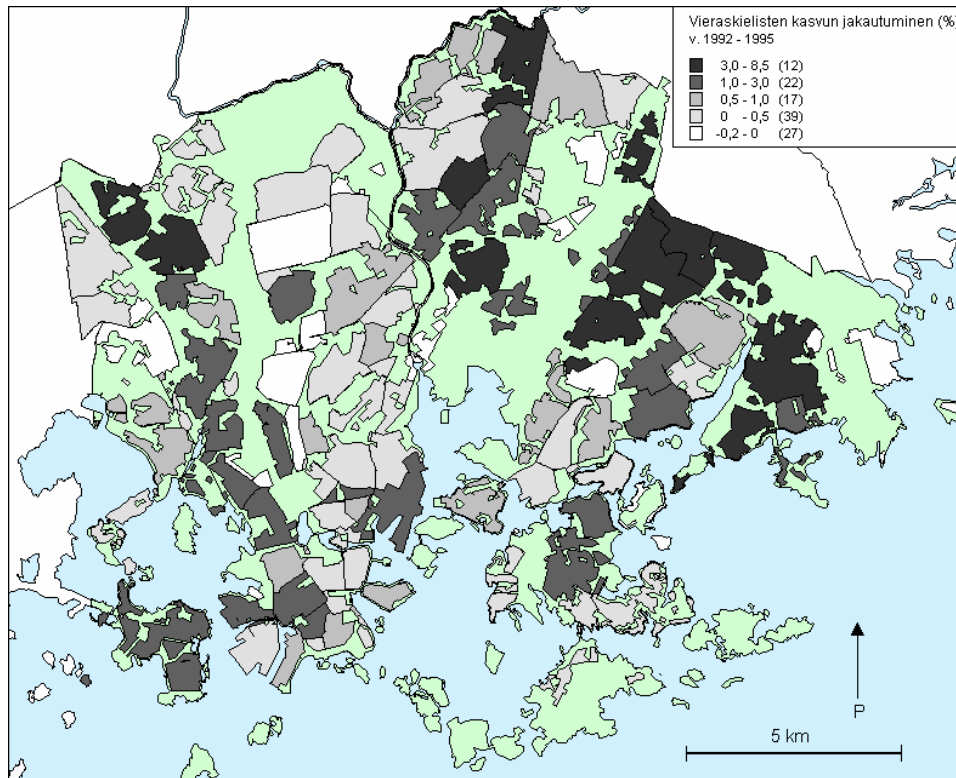 Vieraskielisten kasvun jakautuminen (%)
v. 1992 - 1995
3,0 - 8,5 (12)
1,0 - 3,0 (22)
0,5 - 1,0 (17)
0 - 0,5 (39)
-0,2 - 0 (27)
P
5 km